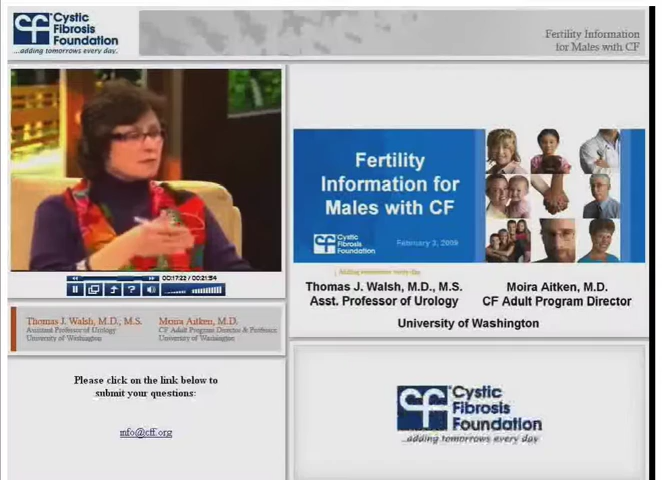 Cystic
Fibrosis
Foundation
...adding tomorrows every day.
Fertility Information
for Males with CF
Fertility
Information for
Males with CF
Cystic
Fibrosis
Foundation
February 3, 2009
Adding tomorrows every day
00:17:22 / 00:21:54
Thomas J. Walsh, M.D., M.S.
Asst. Professor of Urology
Moira Aitken, M.D.
CF Adult Program Director
University of Washington
Thomas J. Walsh, M.D., M.S.
Assistant Professor of Urology
University of Washington
Moira Aitken, M.D.
CF Adult Program Director & Professor
University of Washington
Please click on the link below to
submit your questions:
info@cff.org
Cystic
Fibrosis
Foundation
...adding tomorrows every day